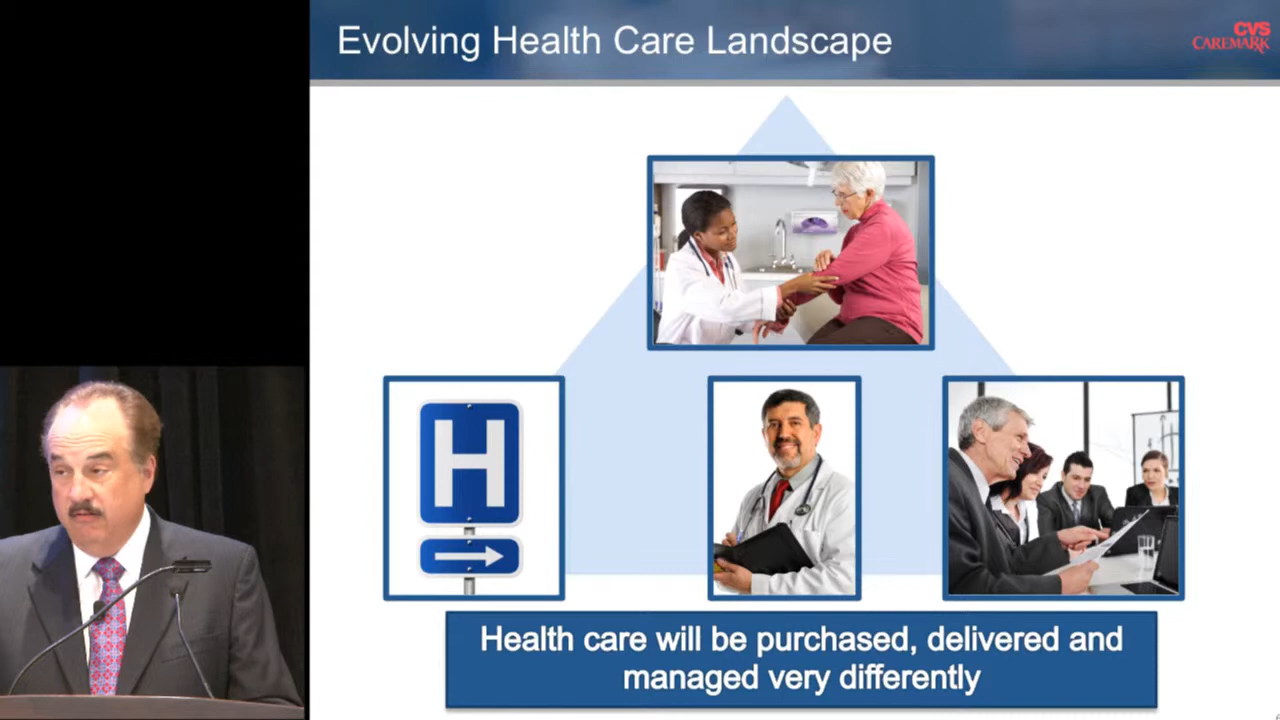 Evolving Health Care Landscape
CVS
CAREMARK
H
Health care will be purchased, delivered and
managed very differently